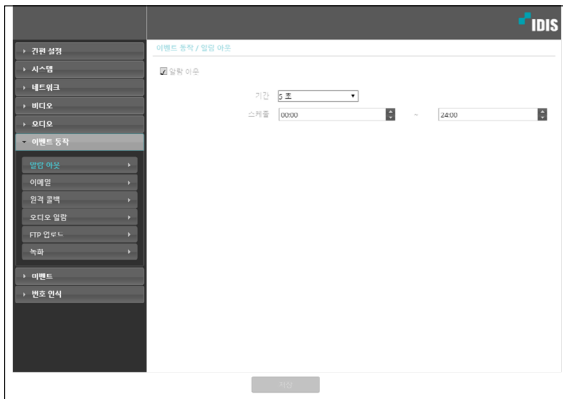 IDIS
간편 설정
시스템
네트워크
비디오
오디오
이벤트 동작
알람 아웃
이메일
원격 콜백
오디오 알람
FTP 업로드
녹화
이벤트
번호 인식
이벤트 동작 / 알람 아웃
알람 아웃
기간 5 초
스케줄 00:00 ~ 24:00
저장